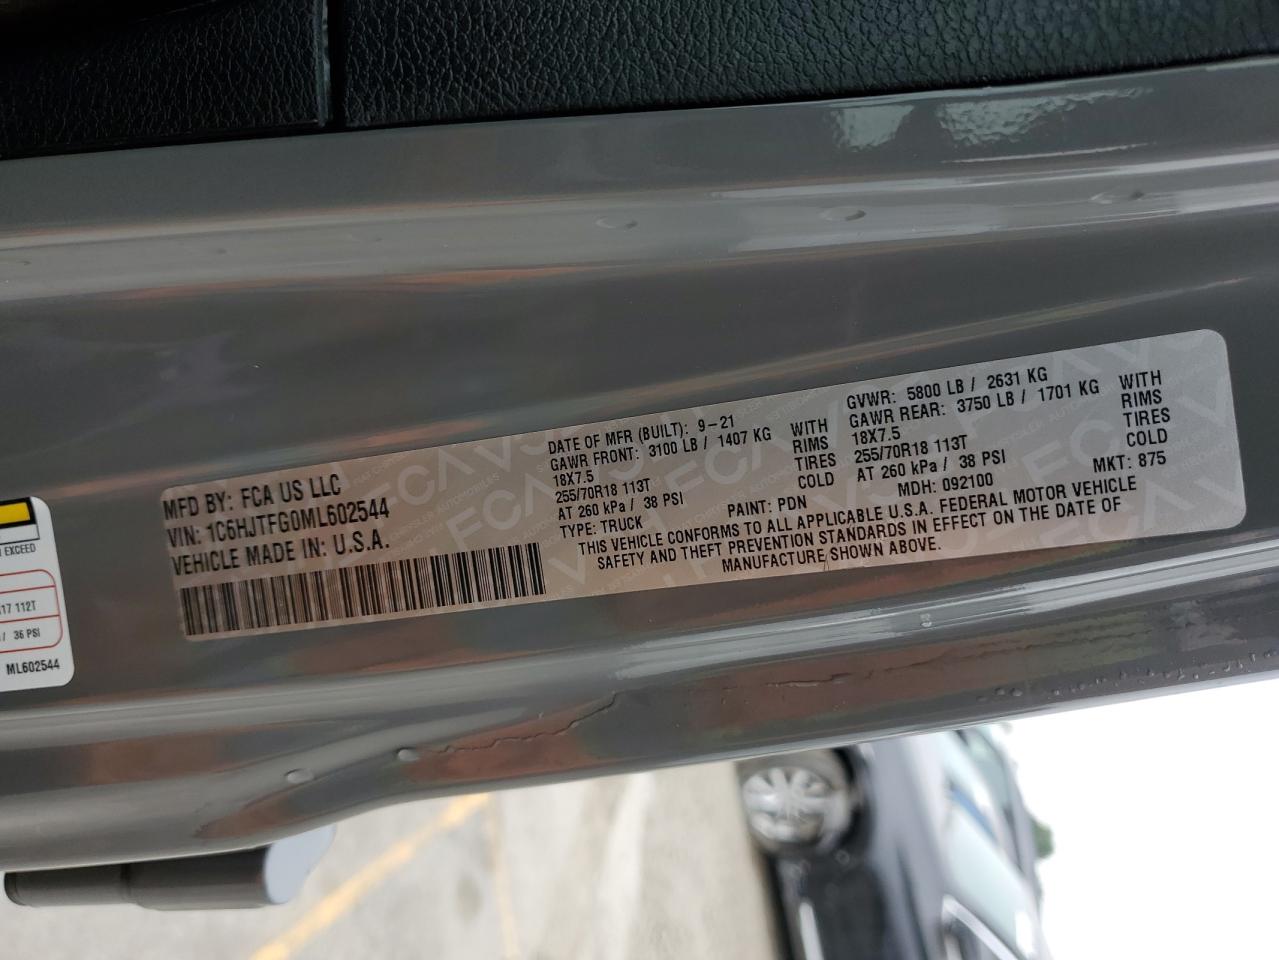 MFD BY: FCA US LLC
VIN: 1C6HJTFG0ML602544
VEHICLE MADE IN: U.S.A.
DATE OF MFR (BUILT): 9-21
GAWR FRONT: 3100 LB / 1407 KG WITH
18X7.5 RIMS
255/70R18 113T TIRES
AT 260 kPa / 38 PSI COLD
TYPE: TRUCK PAINT: PDN
GVWR: 5800 LB / 2631 KG
GAWR REAR: 3750 LB / 1701 KG WITH
18X7.5 RIMS
255/70R18 113T TIRES
AT 260 kPa / 38 PSI COLD
MDH: 092100 MKT: 875
THIS VEHICLE CONFORMS TO ALL APPLICABLE U.S.A. FEDERAL MOTOR VEHICLE
SAFETY AND THEFT PREVENTION STANDARDS IN EFFECT ON THE DATE OF
MANUFACTURE SHOWN ABOVE.
EXCEED
17 112T
/ 36 PSI
ML602544